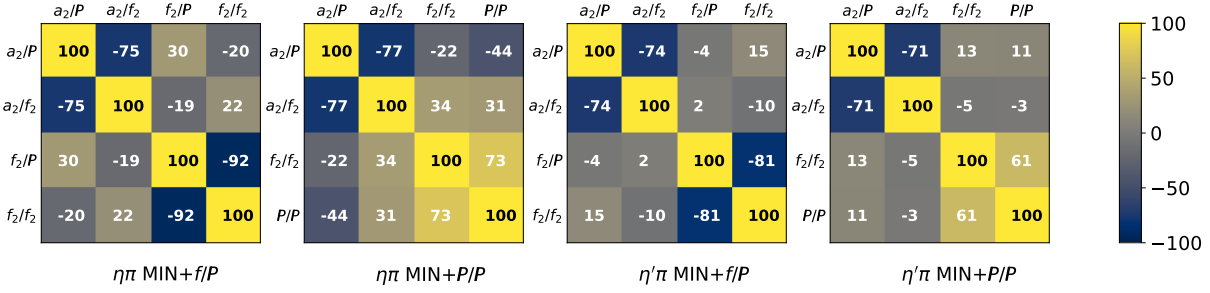 a₂/P a₂/f₂ f₂/P f₂/f₂ a₂/P a₂/f₂ f₂/f₂ P/P a₂/P a₂/f₂ f₂/P f₂/f₂ a₂/P a₂/f₂ f₂/f₂ P/P
a₂/P 100 -75 30 -20 a₂/P 100 -77 -22 -44 a₂/P 100 -74 -4 15 a₂/P 100 -71 13 11 100
a₂/f₂ -75 100 -19 22 a₂/f₂ -77 100 34 31 a₂/f₂ -74 100 2 -10 a₂/f₂ -71 100 -5 -3 50
0
f₂/P 30 -19 100 -92 f₂/f₂ -22 34 100 73 f₂/P -4 2 100 -81 f₂/f₂ 13 -5 100 61 −50
f₂/f₂ -20 22 -92 100 P/P -44 31 73 100 f₂/f₂ 15 -10 -81 100 P/P 11 -3 61 100 −100
ηπ MIN+f/P ηπ MIN+P/P η′π MIN+f/P η′π MIN+P/P